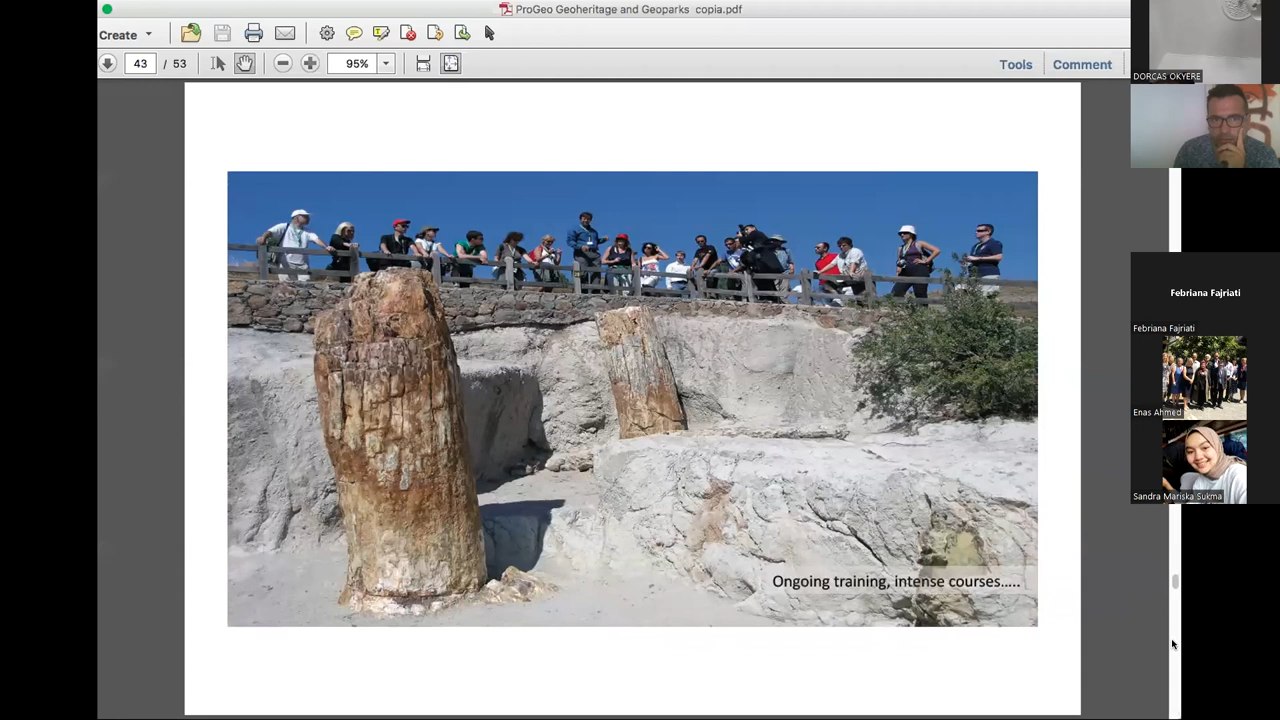 ProGeo Geoheritage and Geoparks copia.pdf
Create
43 / 53
95%
Tools
Comment
Ongoing training, intense courses.....
DORCAS OKYERE
Febriana Fajriati
Febriana Fajriati
Enas Ahmed
Sandra Mariska Sukma